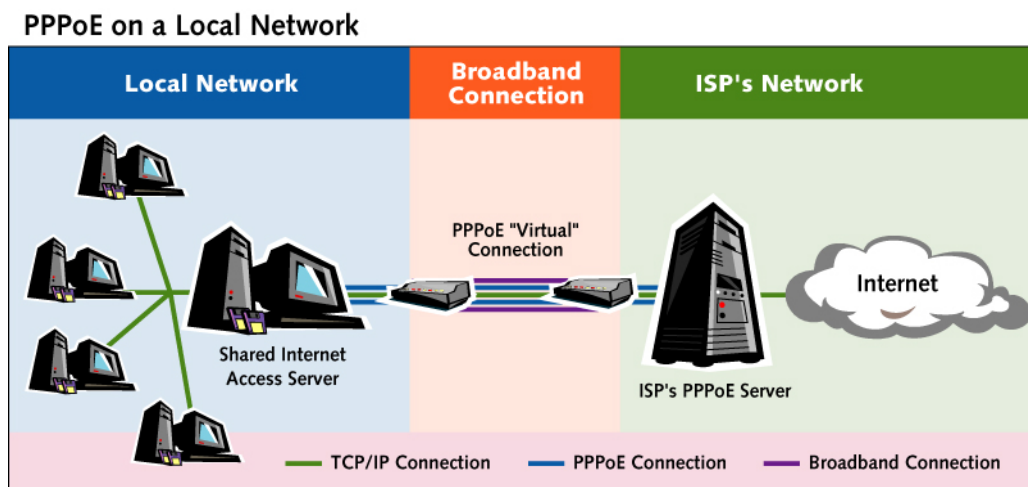 PPPoE on a Local Network
Local Network
Broadband
Connection
ISP's Network
PPPoE "Virtual"
Connection
Internet
Shared Internet
Access Server
ISP's PPPoE Server
TCP/IP Connection
PPPoE Connection
Broadband Connection